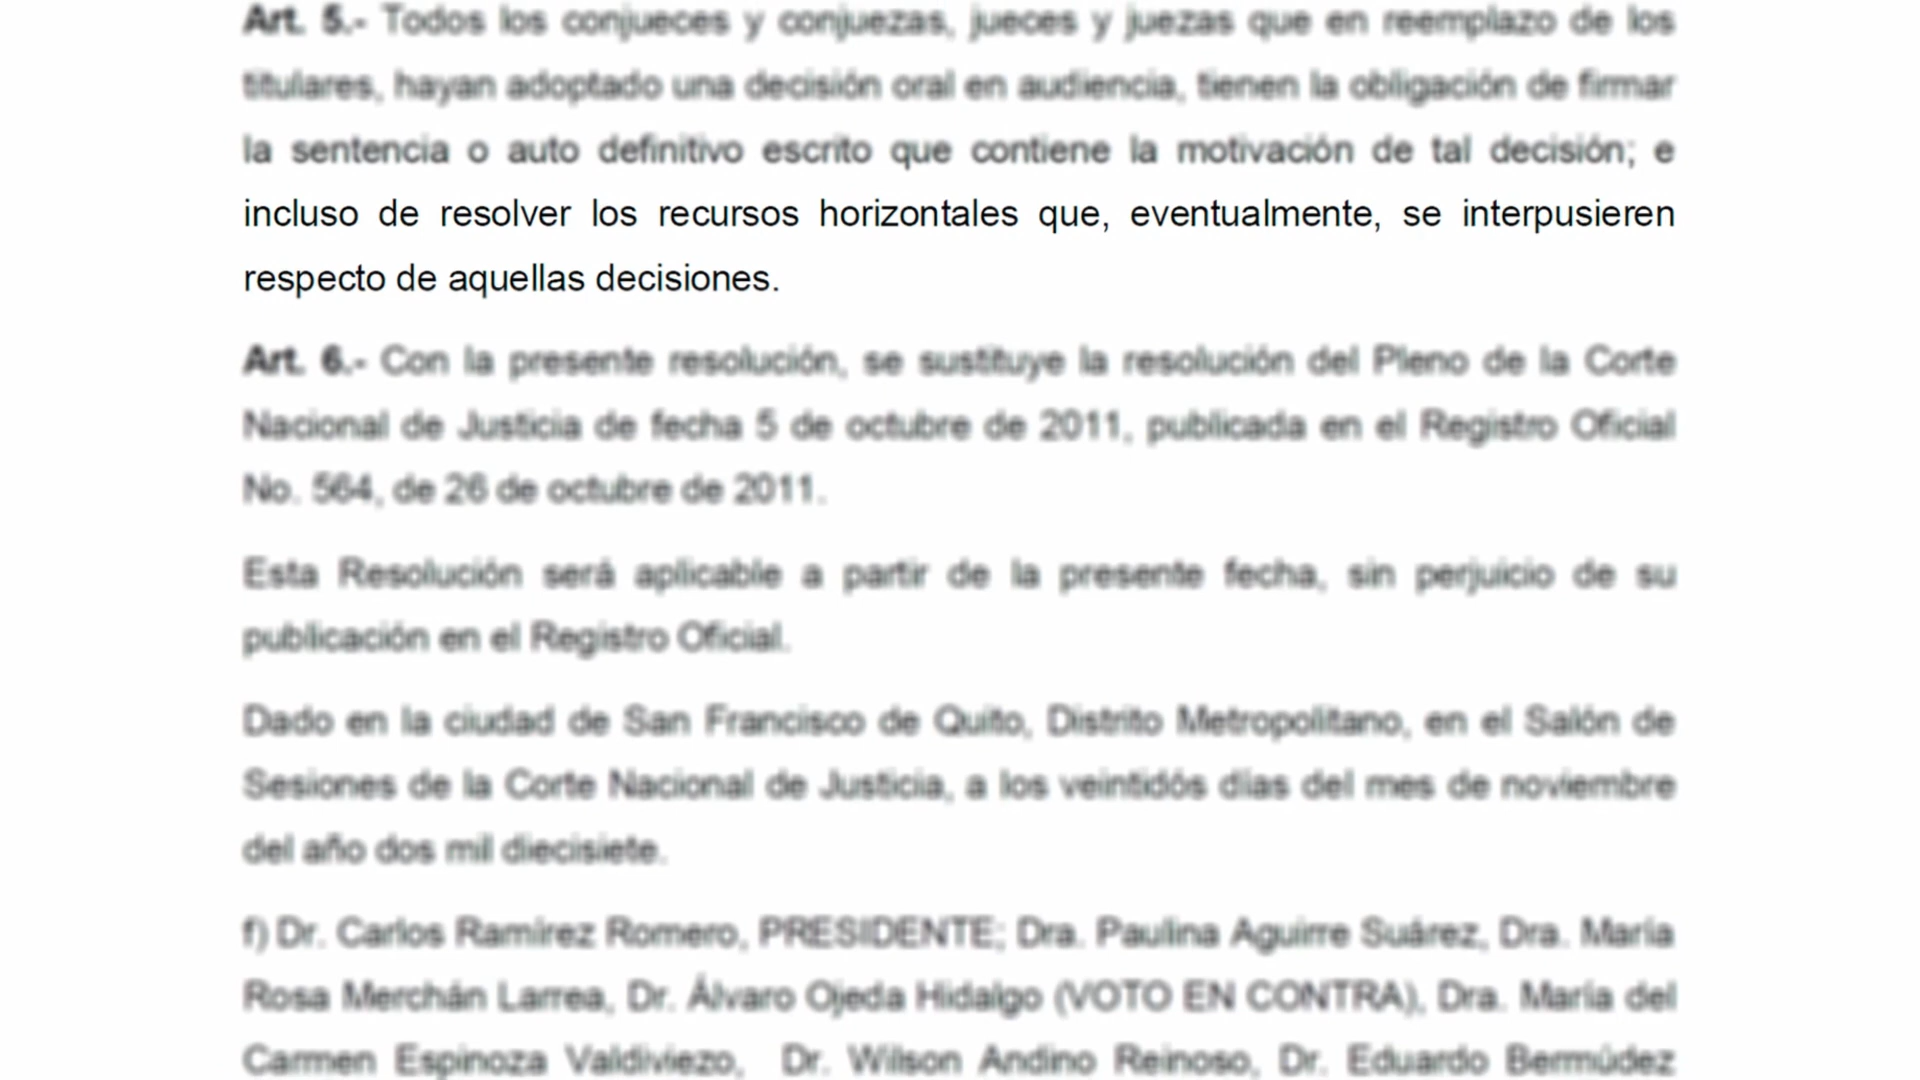 Art. 5.- Todos los conjueces y conjuezas, jueces y juezas que en reemplazo de los
titulares, hayan adoptado una decisión oral en audiencia, tienen la obligación de firmar
la sentencia o auto definitivo escrito que contiene la motivación de tal decisión; e
incluso de resolver los recursos horizontales que, eventualmente, se interpusieren
respecto de aquellas decisiones.
Art. 6.- Con la presente resolución, se sustituye la resolución del Pleno de la Corte
Nacional de Justicia de fecha 5 de octubre de 2011, publicada en el Registro Oficial
No. 564, de 26 de octubre de 2011.
Esta Resolución será aplicable a partir de la presente fecha, sin perjuicio de su
publicación en el Registro Oficial.
Dado en la ciudad de San Francisco de Quito, Distrito Metropolitano, en el Salón de
Sesiones de la Corte Nacional de Justicia, a los veintidós días del mes de noviembre
del año dos mil diecisiete.
f) Dr. Carlos Ramírez Romero, PRESIDENTE; Dra. Paulina Aguirre Suárez, Dra. María
Rosa Merchán Larrea, Dr. Álvaro Ojeda Hidalgo (VOTO EN CONTRA), Dra. María del
Carmen Espinoza Valdiviezo, Dr. Wilson Andino Reinoso, Dr. Eduardo Bermúdez